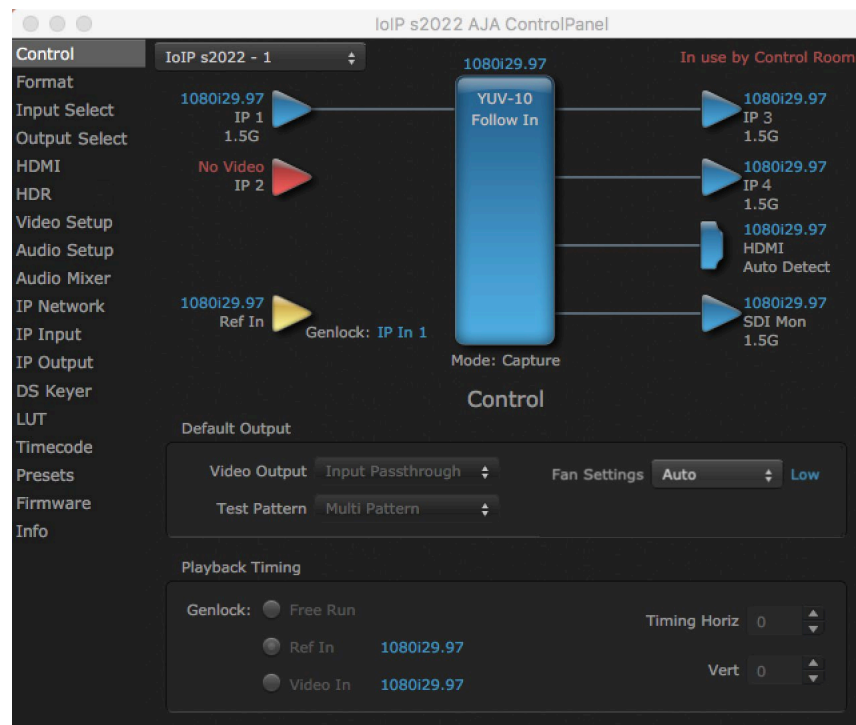 IoIP s2022 AJA ControlPanel
Control
Format
Input Select
Output Select
HDMI
HDR
Video Setup
Audio Setup
Audio Mixer
IP Network
IP Input
IP Output
DS Keyer
LUT
Timecode
Presets
Firmware
Info
IoIP s2022 - 1
1080i29.97
In use by Control Room
1080i29.97
IP 1
1.5G
No Video
IP 2
1080i29.97
Ref In
Genlock: IP In 1
YUV-10
Follow In
Mode: Capture
1080i29.97
IP 3
1.5G
1080i29.97
IP 4
1.5G
1080i29.97
HDMI
Auto Detect
1080i29.97
SDI Mon
1.5G
Control
Default Output
Video Output Input Passthrough
Fan Settings Auto Low
Test Pattern Multi Pattern
Playback Timing
Genlock: Free Run
Timing Horiz 0
Ref In 1080i29.97
Vert 0
Video In 1080i29.97